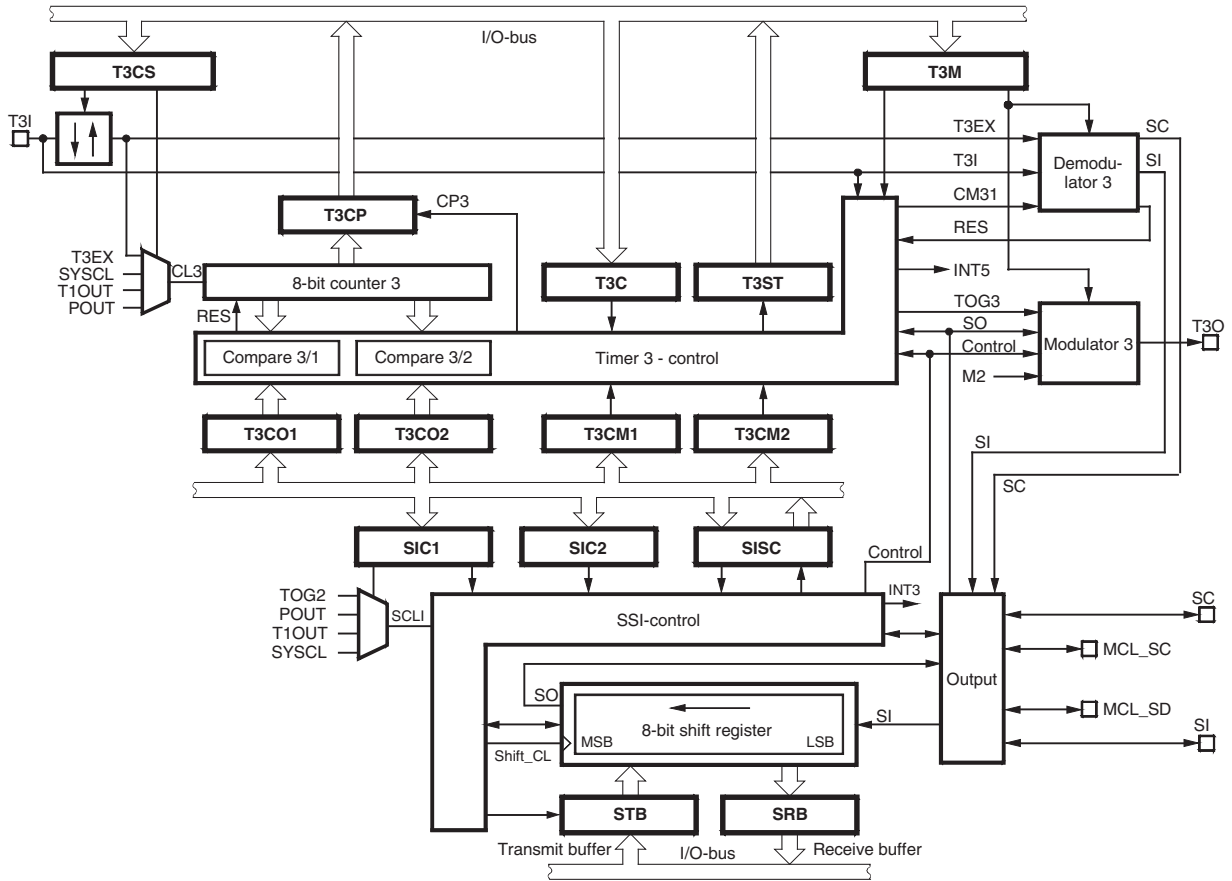 I/O-bus
T3CS
T3M
T3I
T3EX
SC
T3I
SI
Demodu-
lator 3
CM31
T3CP
CP3
RES
T3EX
SYSCL
T1OUT
POUT
CL3
8-bit counter 3
T3C
T3ST
INT5
RES
TOG3
SO
Control
M2
Modulator 3
T3O
Compare 3/1
Compare 3/2
Timer 3 - control
T3CO1
T3CO2
T3CM1
T3CM2
SI
SC
SIC1
SIC2
SISC
Control
TOG2
POUT
T1OUT
SYSCL
SCLI
SSI-control
INT3
SC
MCL_SC
Output
MCL_SD
SI
SO
8-bit shift register
MSB
LSB
SI
Shift_CL
STB
SRB
Transmit buffer
I/O-bus
Receive buffer